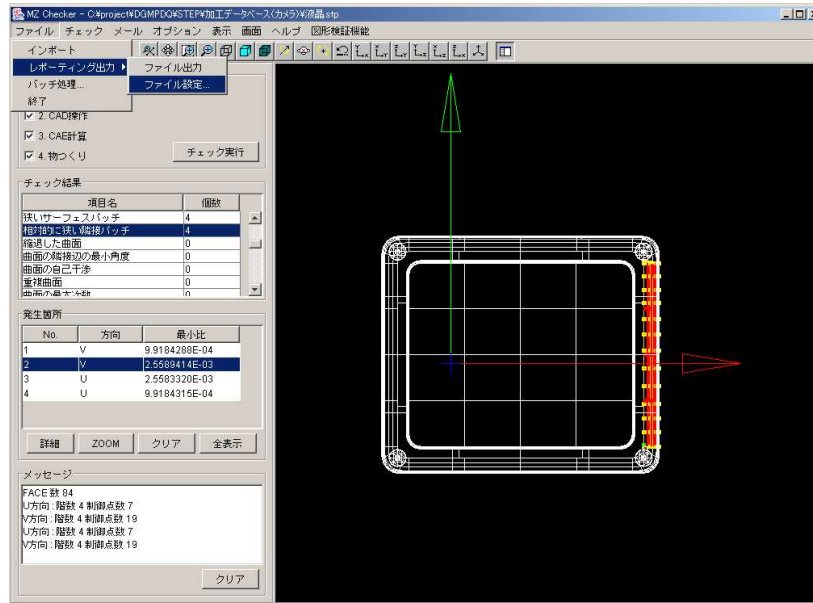 MZ Checker - C:¥project¥DGMPDQ¥STEP¥加工データベース(カメラ)¥液晶.stp
ファイル チェック メール オプション 表示 画面 ヘルプ 図形検証機能
インポート
レポーティング出力
ファイル出力
バッチ処理...
ファイル設定...
終了
2. CAD操作
3. CAE計算
4. 物つくり
チェック実行
チェック結果
項目名 個数
狭いサーフェスパッチ 4
相対的に狭い隣接パッチ 4
縮退した曲面 0
曲面の隣接辺の最小角度 0
曲面の自己干渉 0
重複曲面 0
曲面の最大次数 0
発生箇所
No. 方向 最小比
1 V 9.9184288E-04
2 V 2.5589414E-03
3 U 2.5583320E-03
4 U 9.9184315E-04
詳細 ZOOM クリア 全表示
メッセージ
FACE 数 84
U方向 : 階数 4 制御点数 7
V方向 : 階数 4 制御点数 19
U方向 : 階数 4 制御点数 7
V方向 : 階数 4 制御点数 19
クリア